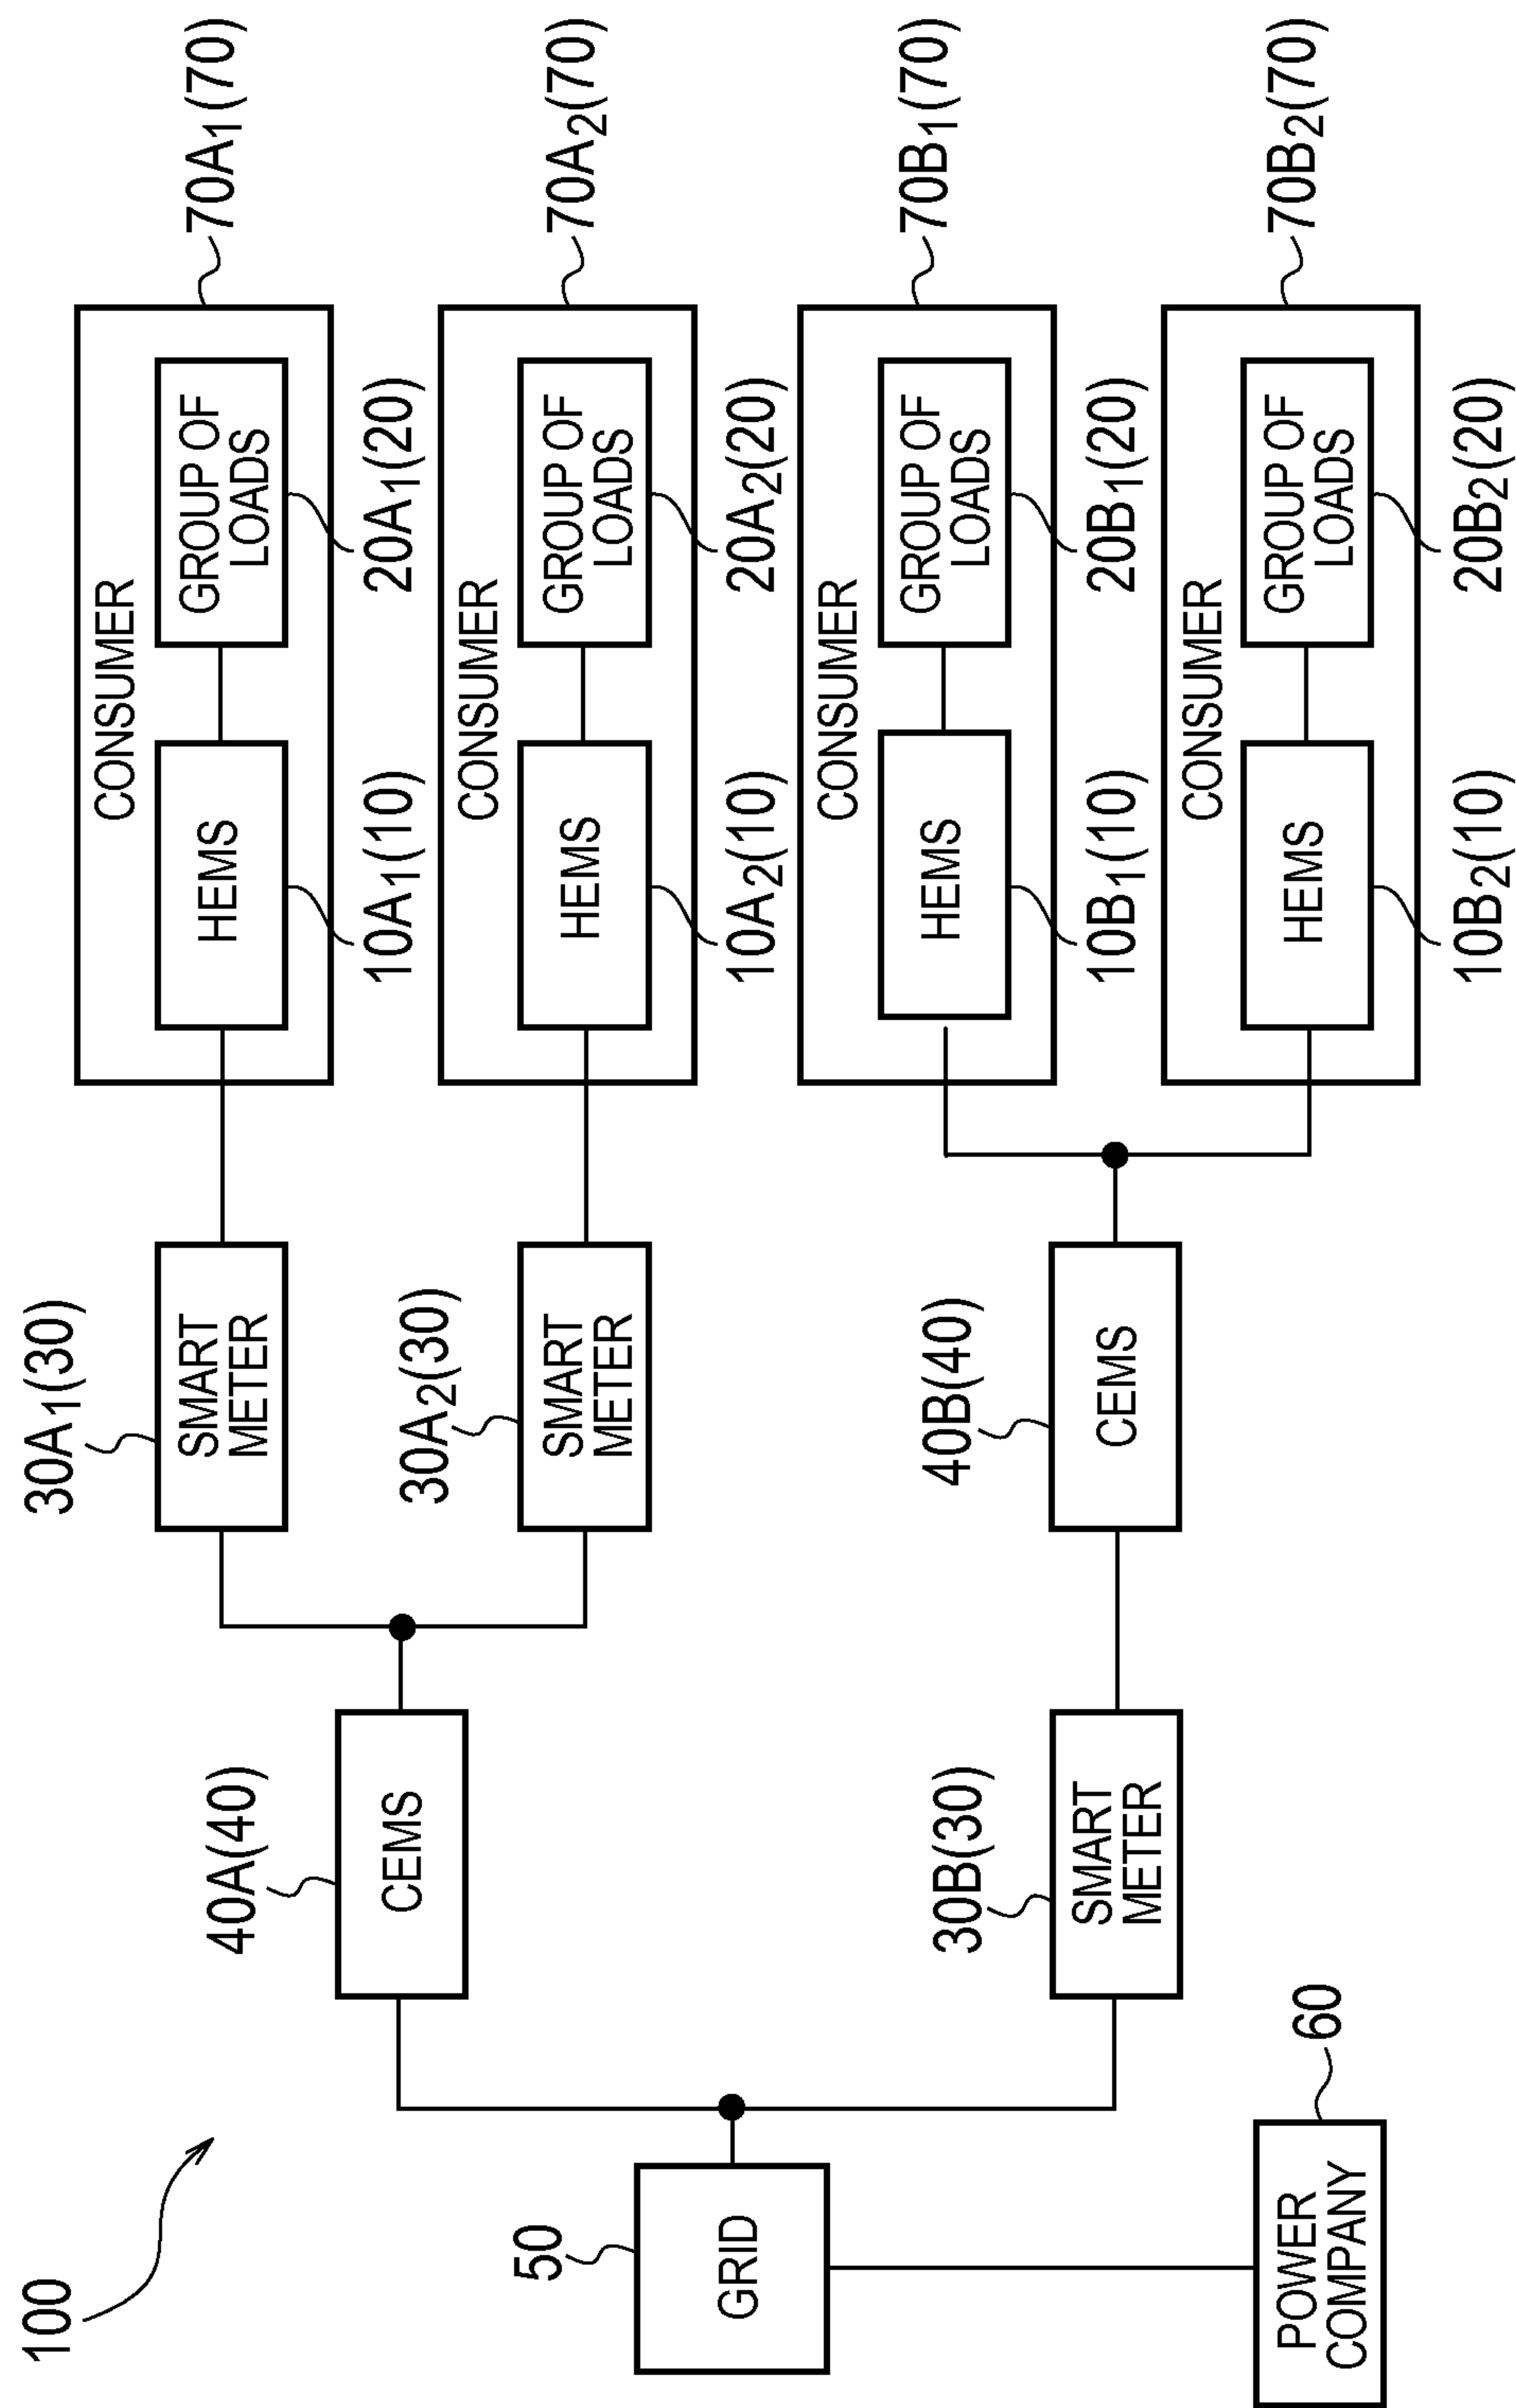 100
70A1(70)
CONSUMER
30A1(30)
SMART
METER
HEMS
GROUP OF
LOADS
10A1(10)
20A1(20)
70A2(70)
40A(40)
CEMS
30A2(30)
SMART
METER
CONSUMER
HEMS
GROUP OF
LOADS
10A2(10)
20A2(20)
50
GRID
70B1(70)
CONSUMER
HEMS
GROUP OF
LOADS
10B1(10)
20B1(20)
30B(30)
SMART
METER
40B(40)
CEMS
70B2(70)
CONSUMER
HEMS
GROUP OF
LOADS
10B2(10)
20B2(20)
60
POWER
COMPANY